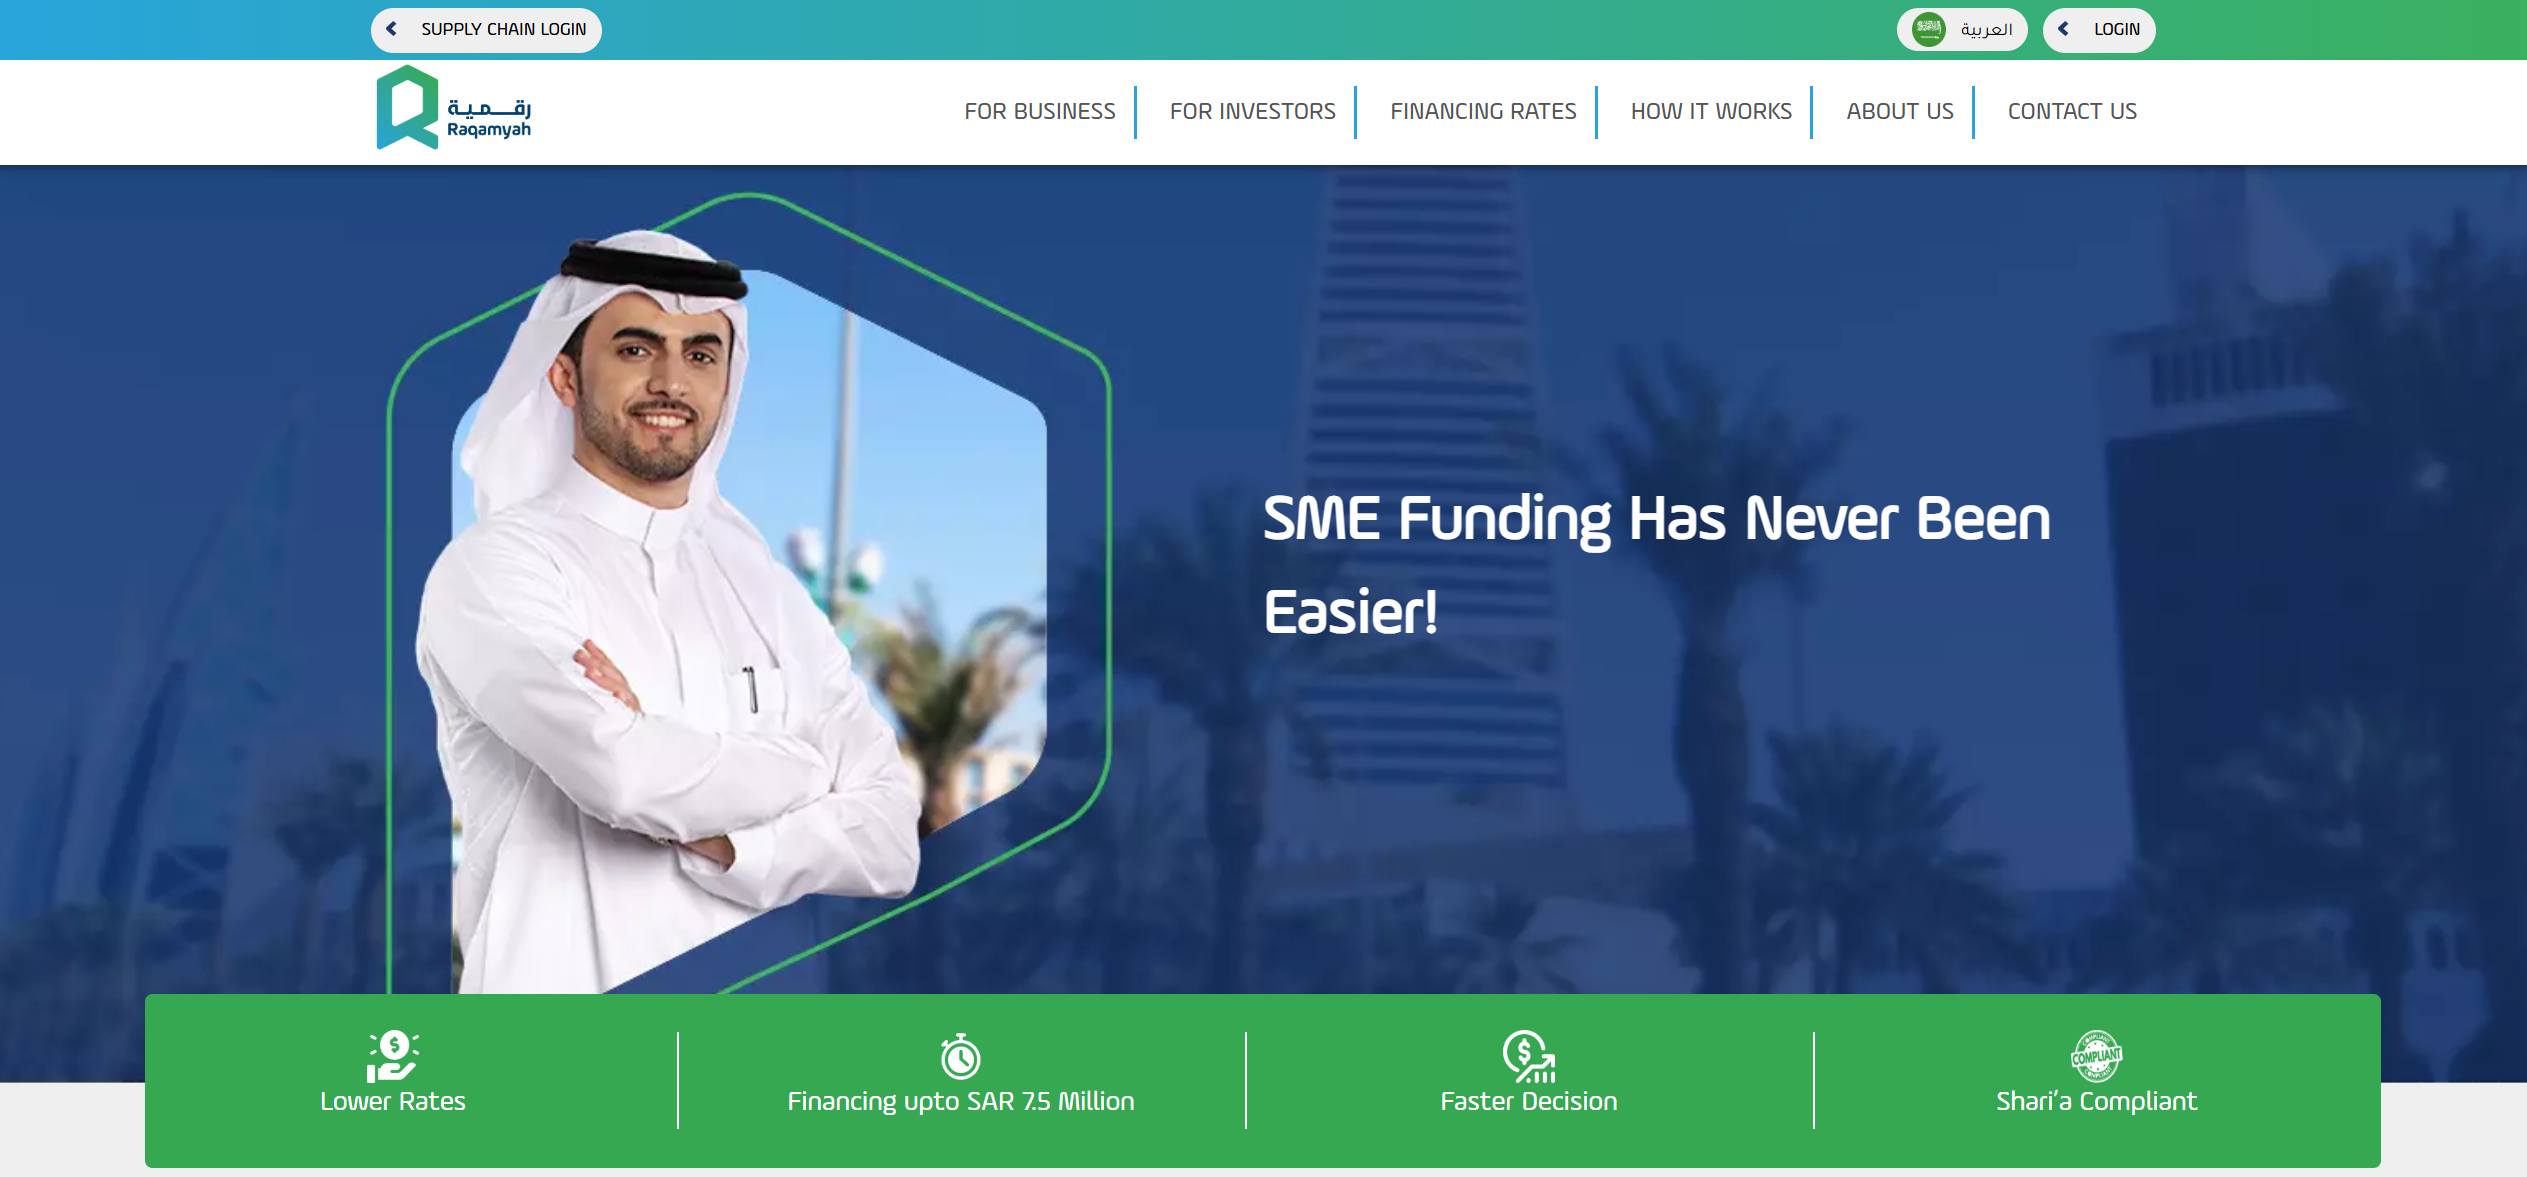 SUPPLY CHAIN LOGIN
العربية
LOGIN
رقمية
Raqamyah
FOR BUSINESS
FOR INVESTORS
FINANCING RATES
HOW IT WORKS
ABOUT US
CONTACT US
SME Funding Has Never Been
Easier!
COMPLIANT
COMPLIANT
COMPLIANT
Lower Rates
Financing upto SAR 7.5 Million
Faster Decision
Shari'a Compliant